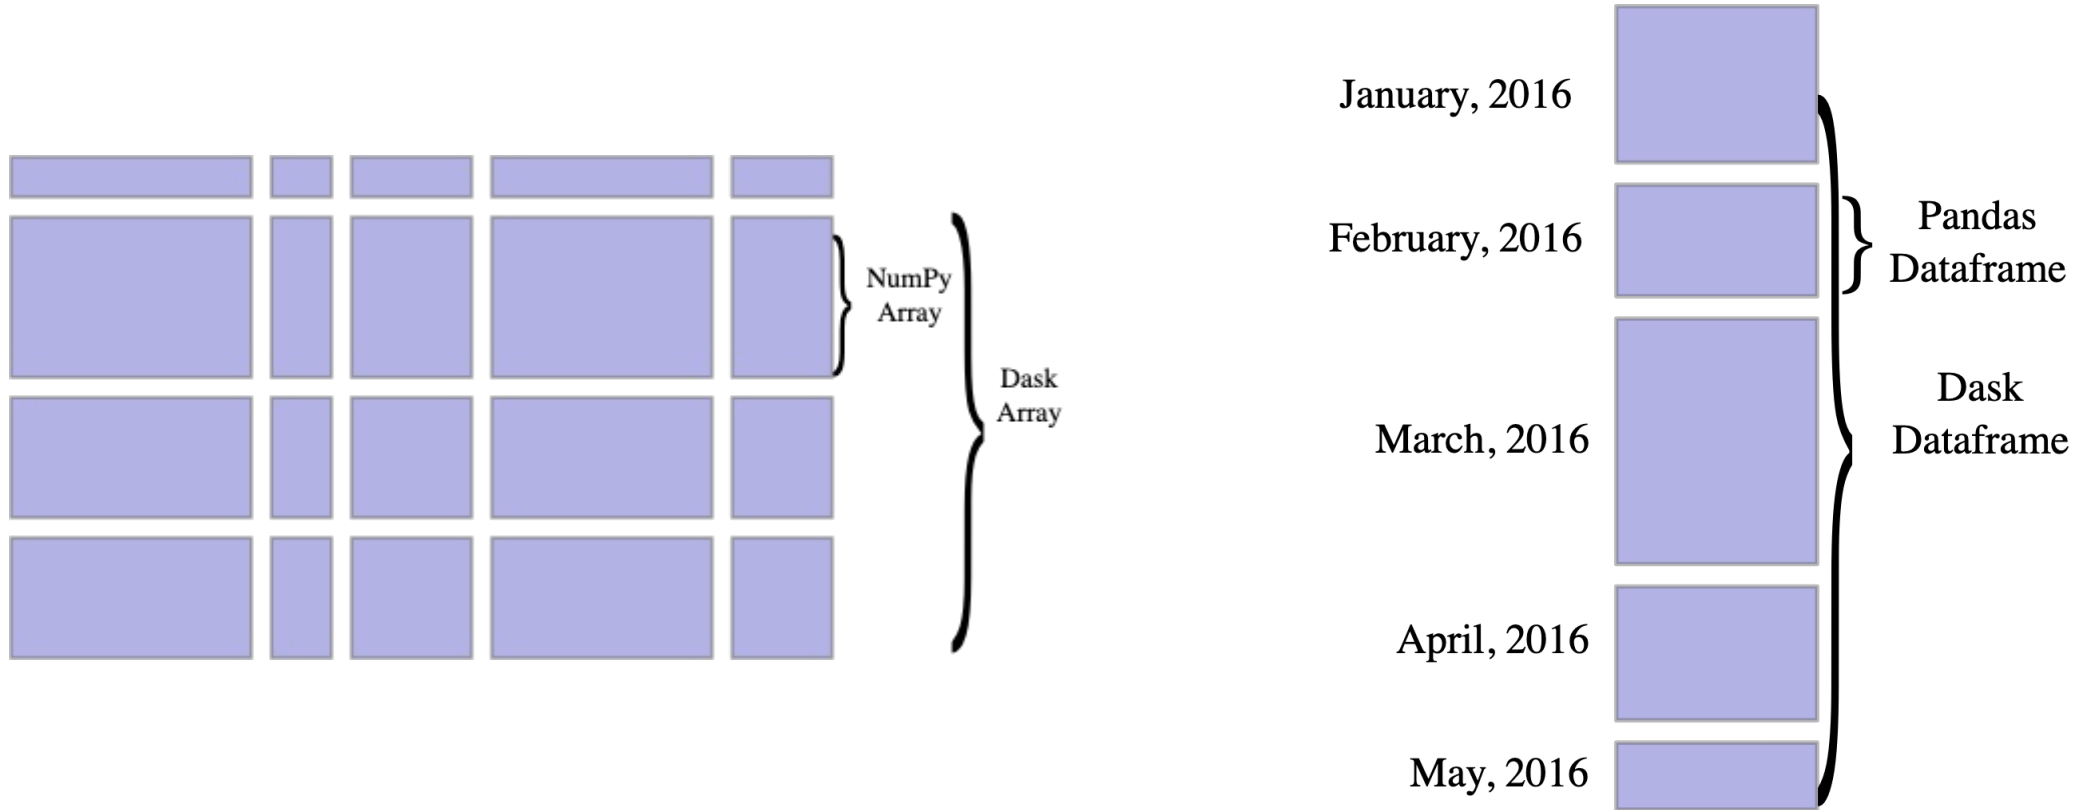 NumPy
Array
Dask
Array
January, 2016
February, 2016
March, 2016
April, 2016
May, 2016
Pandas
Dataframe
Dask
Dataframe